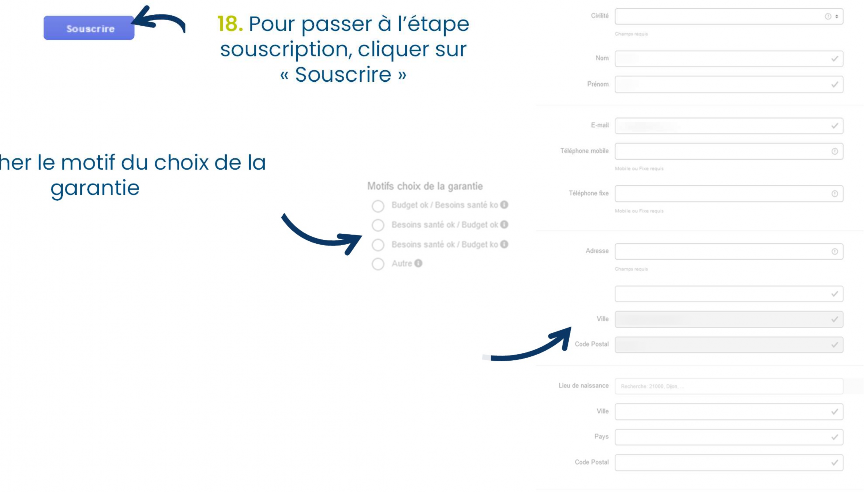 Souscrire
18. Pour passer à l’étape
souscription, cliquer sur
« Souscrire »
her le motif du choix de la
garantie
Motifs choix de la garantie
Budget ok / Besoins santé ko
Besoins santé ok / Budget ok
Besoins santé ok / Budget ko
Autre
Civilité
Champs requis
Nom
Prénom
E-mail
Téléphone mobile
Mobile ou Fixe requis
Téléphone fixe
Mobile ou Fixe requis
Adresse
Champs requis
Ville
Code Postal
Lieu de naissance
Ville
Pays
Code Postal